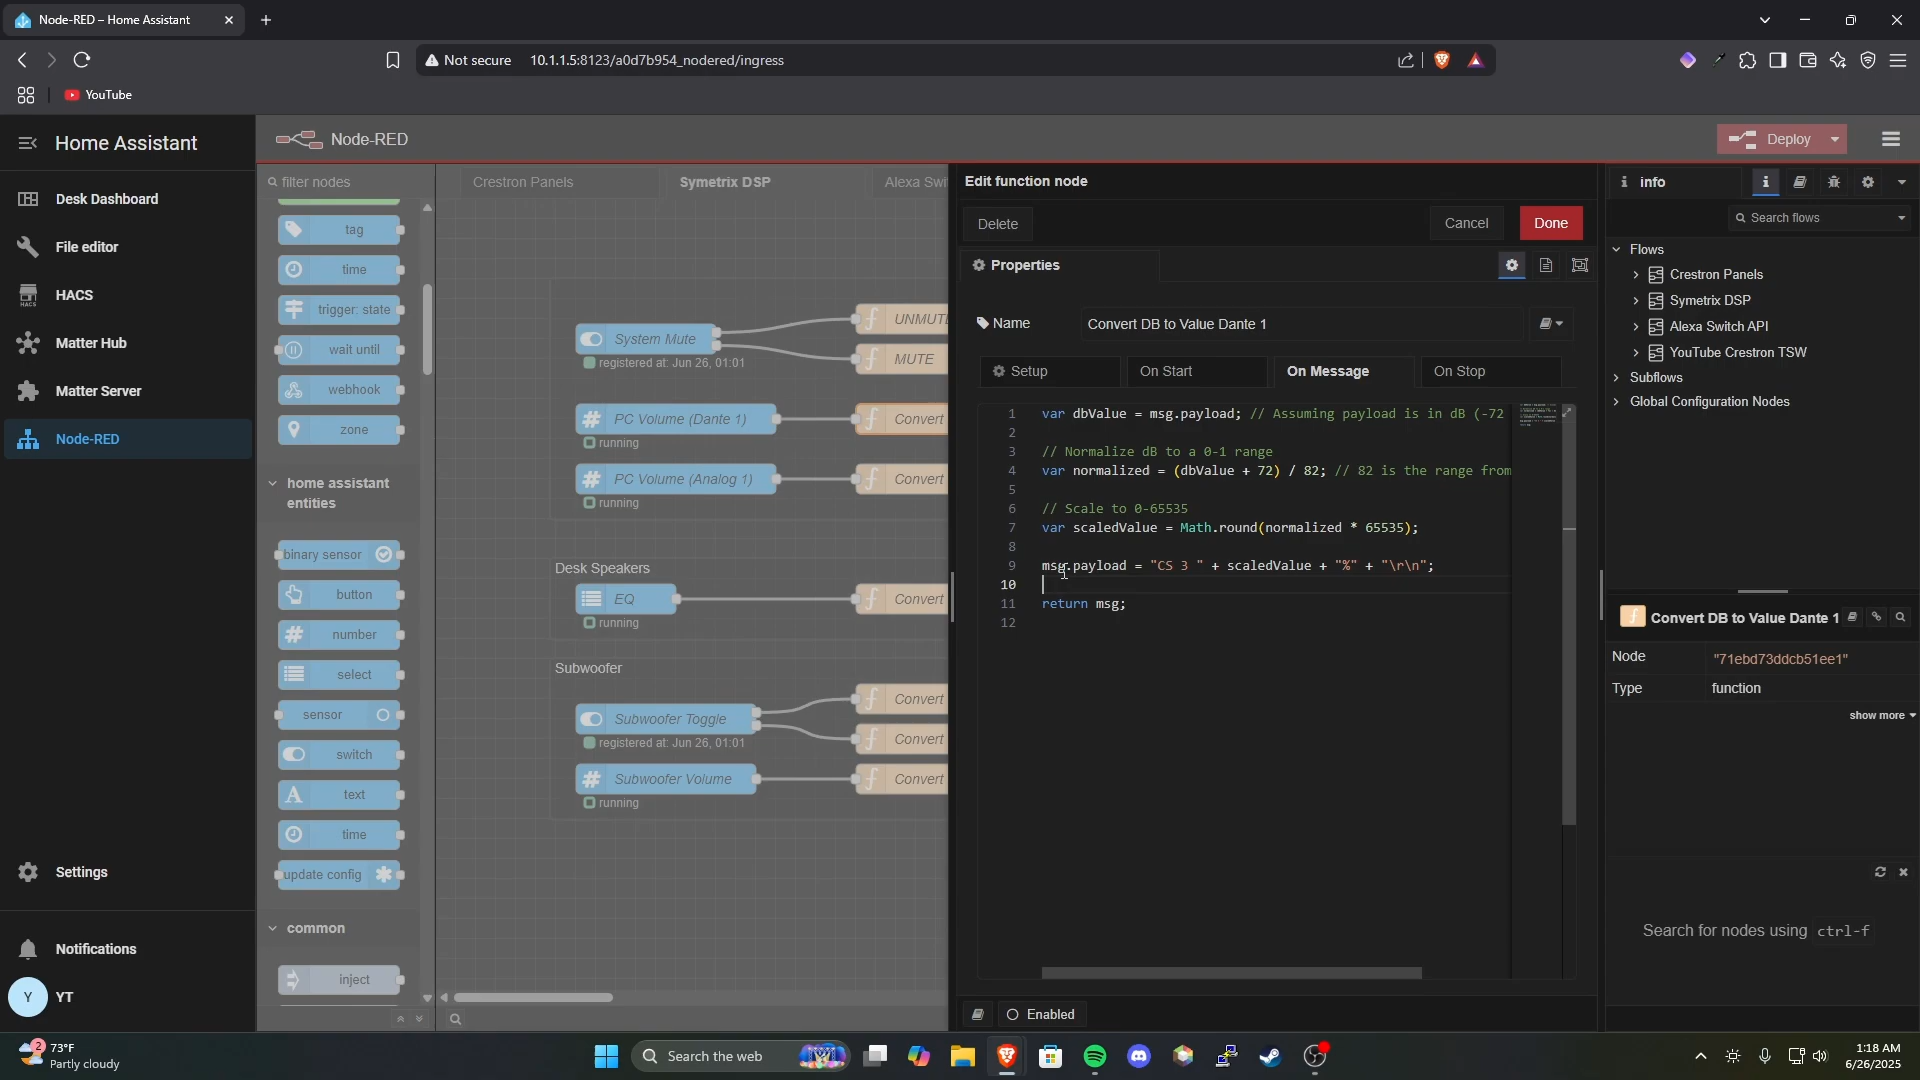 Node-RED – Home Assistant
Not secure
10.1.1.5:8123/a0d7b954_nodered/ingress
YouTube
Home Assistant
Desk Dashboard
File editor
HACS
Matter Hub
Matter Server
Node-RED
Settings
Notifications
Y
YT
Node-RED
Deploy
filter nodes
tag
time
trigger: state
wait until
webhook
zone
home assistant
entities
binary sensor
button
number
select
sensor
switch
text
time
update config
common
inject
Crestron Panels
Symetrix DSP
Alexa Swi
System Mute
registered at: Jun 26, 01:01
UNMUTE
MUTE
PC Volume (Dante 1)
running
Convert
PC Volume (Analog 1)
running
Convert
Desk Speakers
EQ
running
Convert
Subwoofer
Subwoofer Toggle
registered at: Jun 26, 01:01
Convert
Convert
Subwoofer Volume
running
Convert
Edit function node
Delete
Cancel
Done
Properties
Name
Convert DB to Value Dante 1
Setup
On Start
On Message
On Stop
1 var dbValue = msg.payload; // Assuming payload is in dB (-72
2
3 // Normalize dB to a 0-1 range
4 var normalized = (dbValue + 72) / 82; // 82 is the range from
5
6 // Scale to 0-65535
7 var scaledValue = Math.round(normalized * 65535);
8
9 msg.payload = "CS 3 " + scaledValue + "%" + "\r\n";
10
11 return msg;
12
Enabled
info
Search flows
Flows
Crestron Panels
Symetrix DSP
Alexa Switch API
YouTube Crestron TSW
Subflows
Global Configuration Nodes
Convert DB to Value Dante 1
Node
"71ebd73ddcb51ee1"
Type
function
show more
Search for nodes using ctrl-f
2
73°F
Partly cloudy
Search the web
1:18 AM
6/26/2025